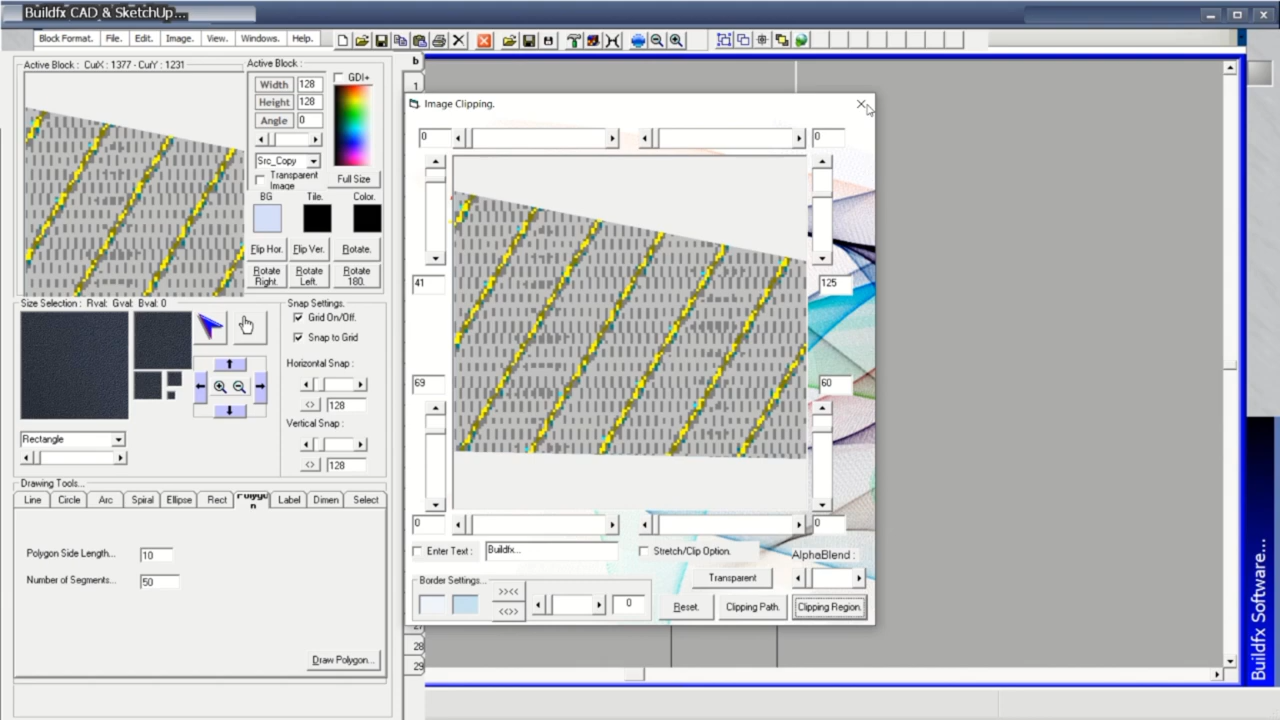 Buildfx CAD & SketchUp...
Block Format. File. Edit. Image. View. Windows. Help.
Active Block : CurX : 1377 - CurY : 1231
Active Block :
Width 128
GDI+
Height 128
Angle 0
Src_Copy
Transparent Image
Full Size
BG Tile. Color.
Flip Hor. Flip Ver. Rotate.
Rotate Right. Rotate Left. Rotate 180.
Size Selection : Rval: Gval: Bval: 0
Snap Settings.
Grid On/Off.
Snap to Grid
Horizontal Snap :
<> 128
Vertical Snap :
<> 128
Rectangle
Drawing Tools...
Line Circle Arc Spiral Ellipse Rect Polygon Label Dimen Select
Polygon Side Length... 10
Number of Segments... 50
Draw Polygon...
b
1
28
29
Image Clipping.
0 0
41 125
69 60
0 0
Enter Text : Buildfx...
Stretch/Clip Option.
AlphaBlend :
Transparent
Border Settings...
>><<
<<>>
0
Reset. Clipping Path. Clipping Region.
Buildfx Software...